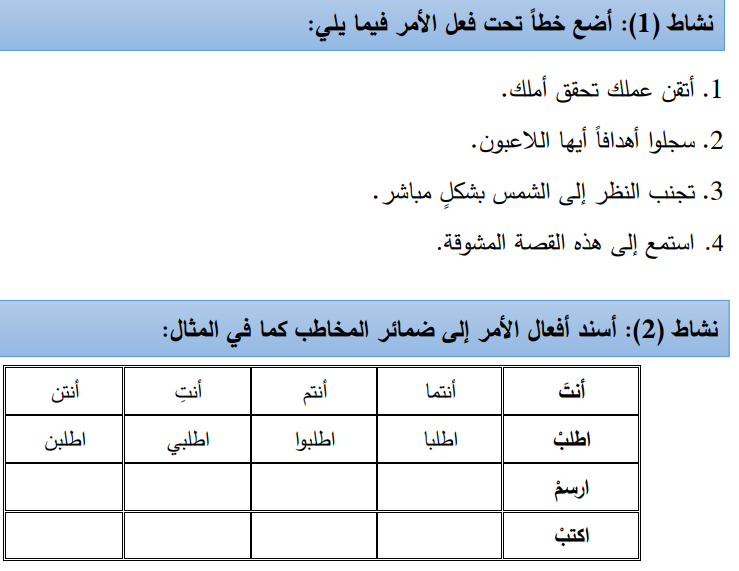 نشاط (1): أضع خطاً تحت فعل الأمر فيما يلي:
1. أتقن عملك تحقق أملك.
2. سجلوا أهدافاً أيها اللاعبون.
3. تجنب النظر إلى الشمس بشكلٍ مباشر.
4. استمع إلى هذه القصة المشوقة.
نشاط (2): أسند أفعال الأمر إلى ضمائر المخاطب كما في المثال:
أنتَ أنتما أنتم أنتِ أنتن
اطلبْ اطلبا اطلبوا اطلبي اطلبن
ارسمْ
اكتبْ